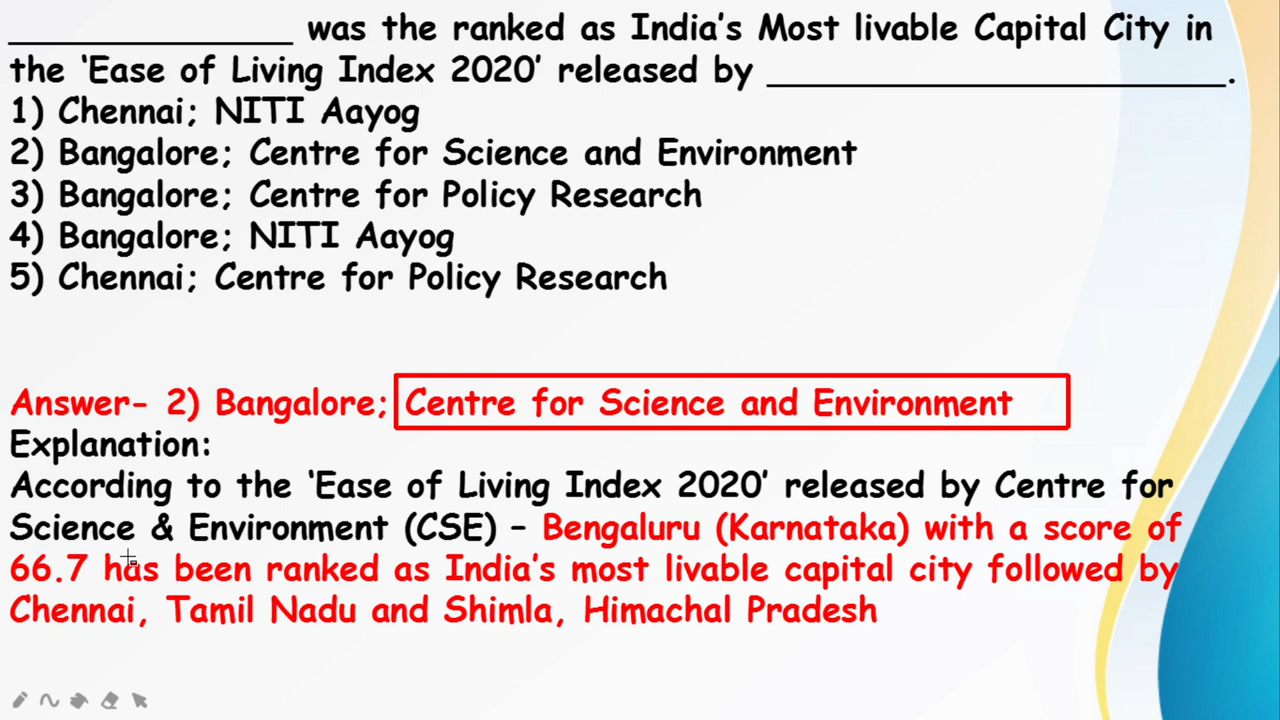 ______________ was the ranked as India's Most livable Capital City in
the 'Ease of Living Index 2020' released by ______________________.
1) Chennai; NITI Aayog
2) Bangalore; Centre for Science and Environment
3) Bangalore; Centre for Policy Research
4) Bangalore; NITI Aayog
5) Chennai; Centre for Policy Research
Answer- 2) Bangalore; Centre for Science and Environment
Explanation:
According to the 'Ease of Living Index 2020' released by Centre for
Science & Environment (CSE) – Bengaluru (Karnataka) with a score of
66.7 has been ranked as India's most livable capital city followed by
Chennai, Tamil Nadu and Shimla, Himachal Pradesh